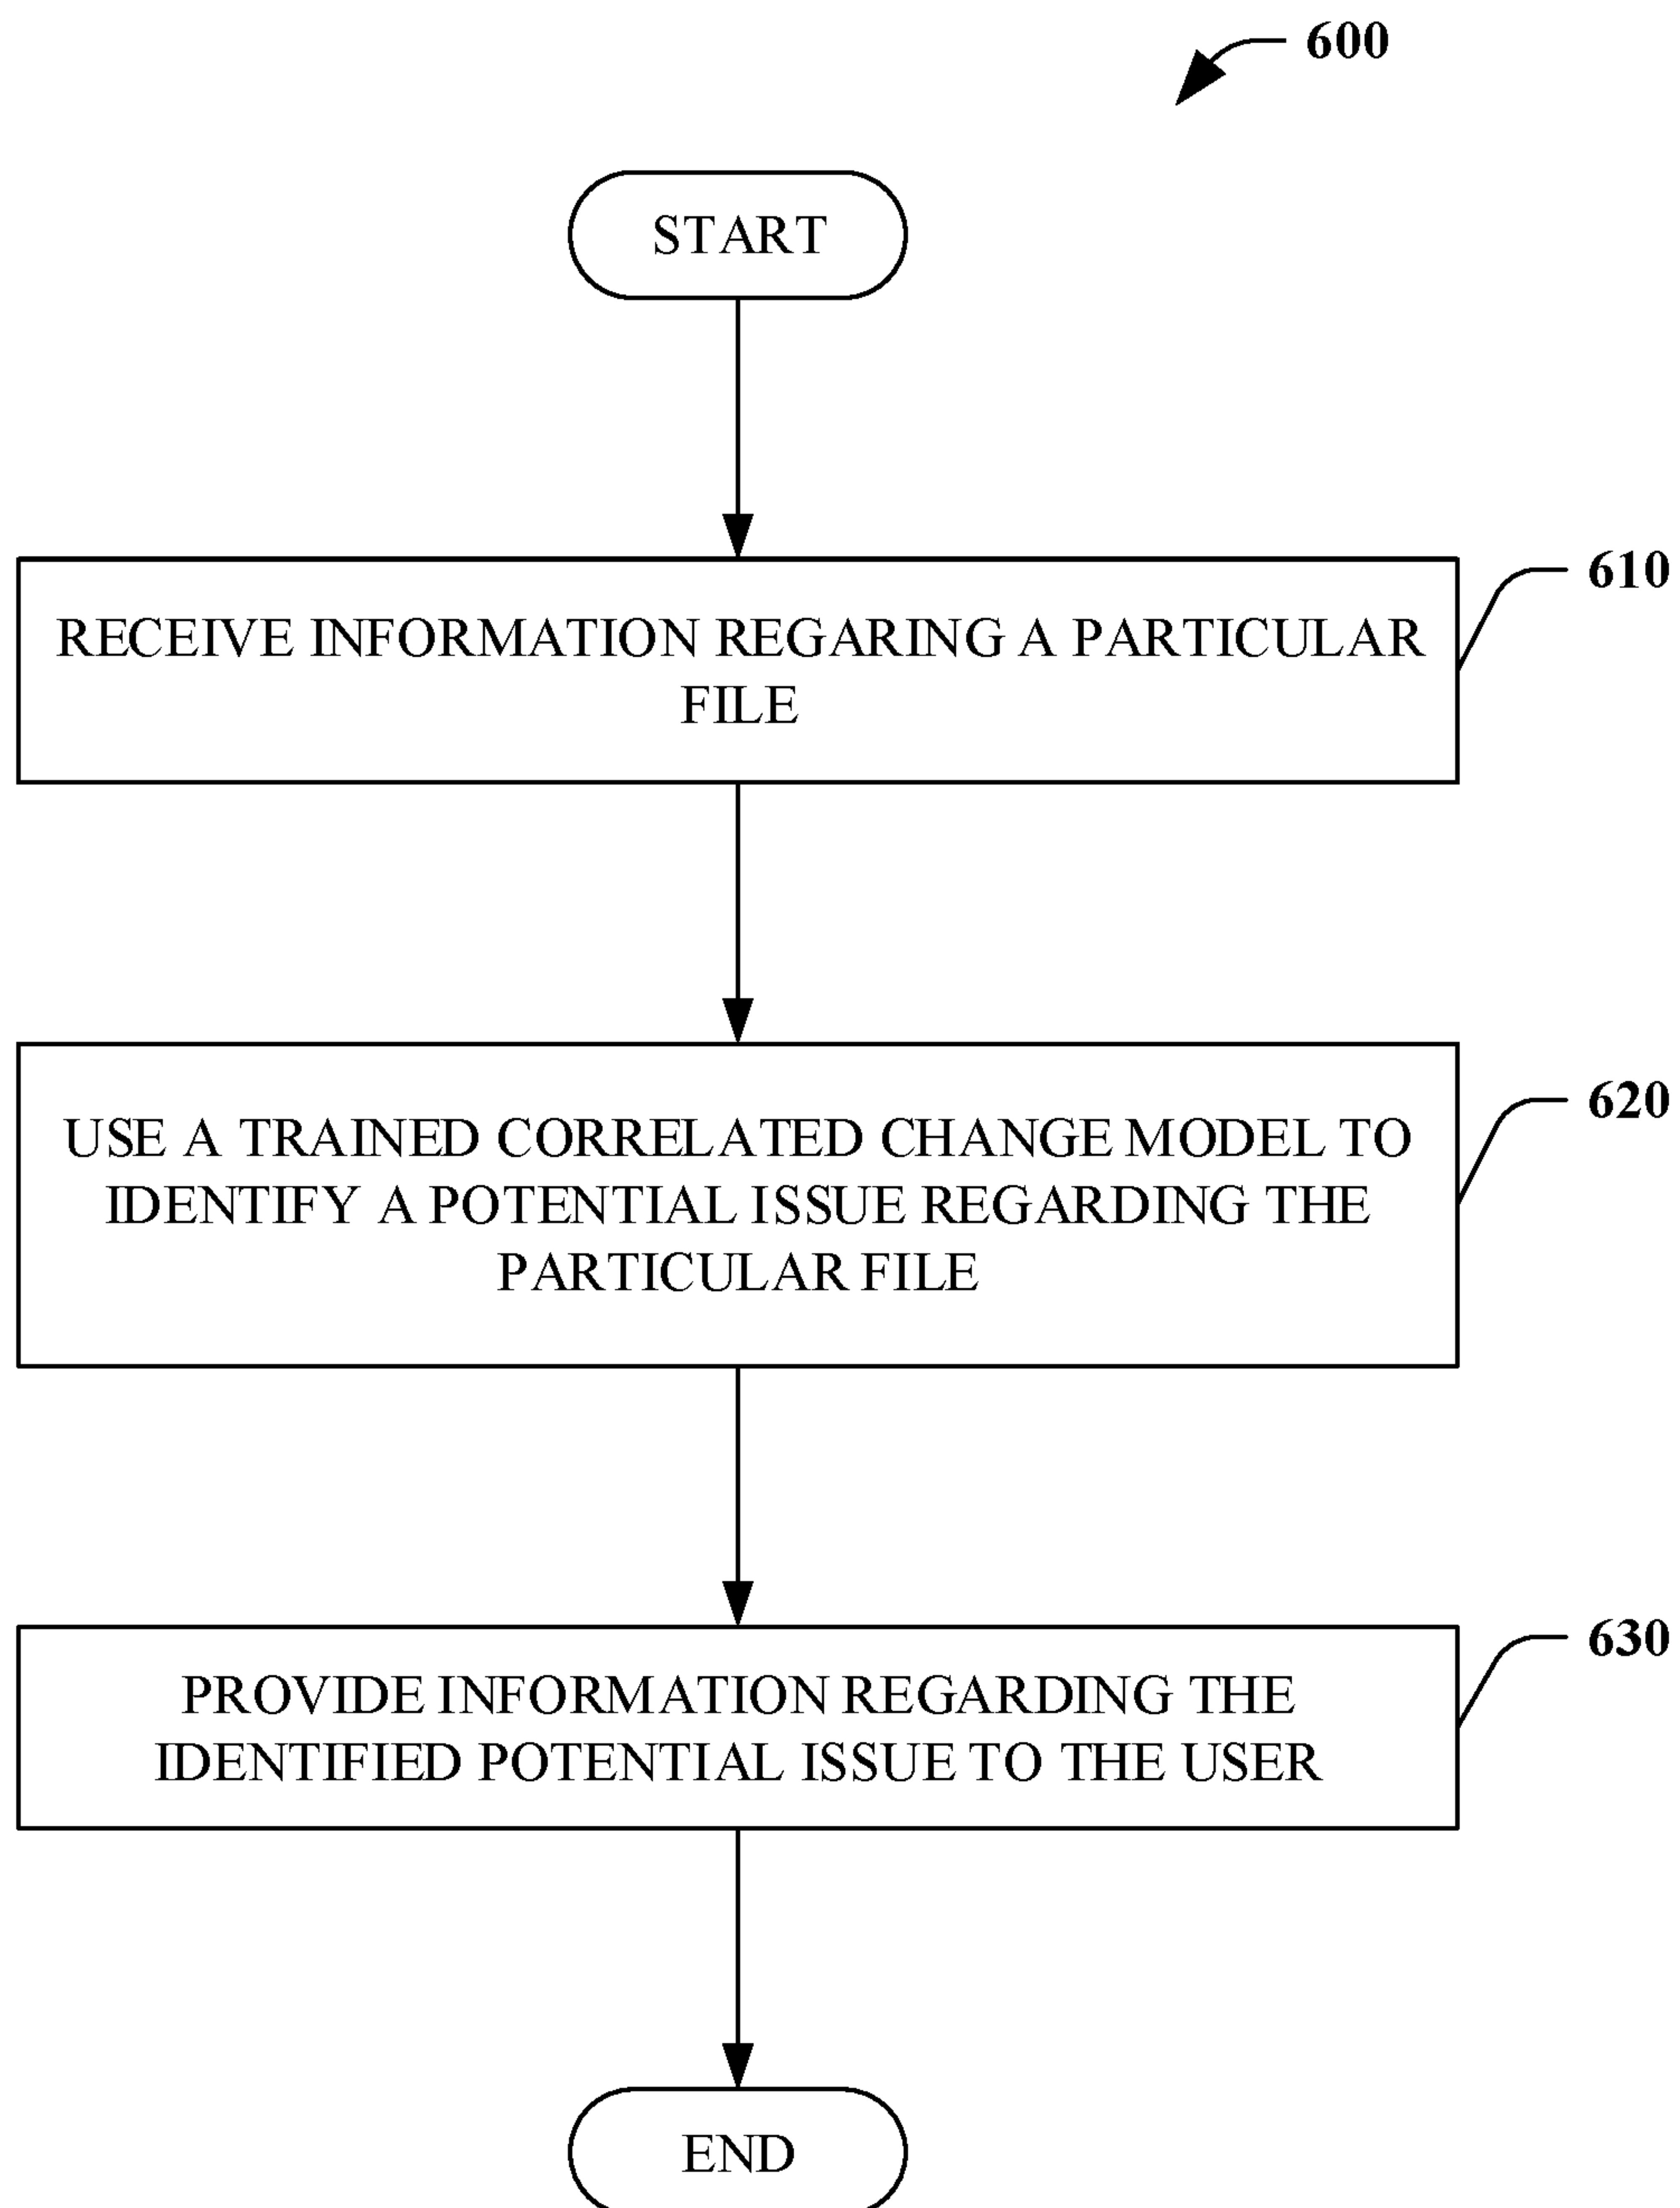 600
START
610
RECEIVE INFORMATION REGARING A PARTICULAR
FILE
620
USE A TRAINED CORRELATED CHANGE MODEL TO
IDENTIFY A POTENTIAL ISSUE REGARDING THE
PARTICULAR FILE
630
PROVIDE INFORMATION REGARDING THE
IDENTIFIED POTENTIAL ISSUE TO THE USER
END